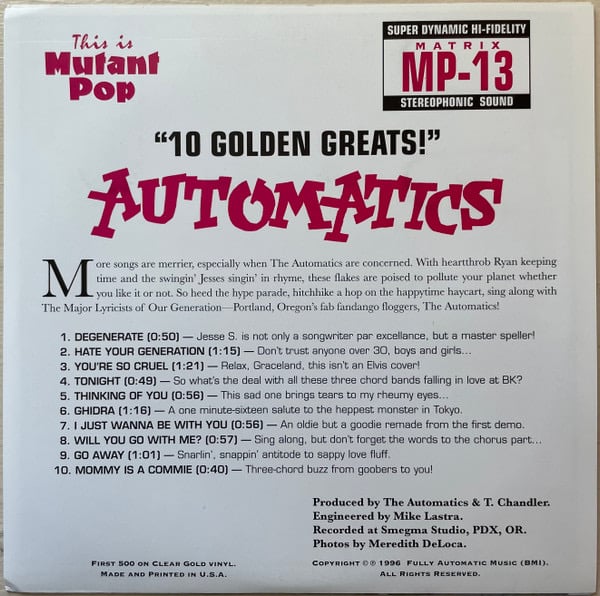 This is
Mutant
Pop
SUPER DYNAMIC HI-FIDELITY
MATRIX
MP-13
STEREOPHONIC SOUND
“10 GOLDEN GREATS!”
AUTOMATICS
More songs are merrier, especially when The Automatics are concerned. With heartthrob Ryan keeping
time and the swingin’ Jesses singin’ in rhyme, these flakes are poised to pollute your planet whether
you like it or not. So heed the hype parade, hitchhike a hop on the happytime haycart, sing along with
The Major Lyricists of Our Generation—Portland, Oregon’s fab fandango floggers, The Automatics!
1. DEGENERATE (0:50) — Jesse S. is not only a songwriter par excellance, but a master speller!
2. HATE YOUR GENERATION (1:15) — Don’t trust anyone over 30, boys and girls...
3. YOU’RE SO CRUEL (1:21) — Relax, Graceland, this isn’t an Elvis cover!
4. TONIGHT (0:49) — So what’s the deal with all these three chord bands falling in love at BK?
5. THINKING OF YOU (0:56) — This sad one brings tears to my rheumy eyes...
6. GHIDRA (1:16) — A one minute-sixteen salute to the heppest monster in Tokyo.
7. I JUST WANNA BE WITH YOU (0:56) — An oldie but a goodie remade from the first demo.
8. WILL YOU GO WITH ME? (0:57) — Sing along, but don’t forget the words to the chorus part...
9. GO AWAY (1:01) — Snarlin’, snappin’ antitode to sappy love fluff.
10. MOMMY IS A COMMIE (0:40) — Three-chord buzz from goobers to you!
Produced by The Automatics & T. Chandler.
Engineered by Mike Lastra.
Recorded at Smegma Studio, PDX, OR.
Photos by Meredith DeLoca.
FIRST 500 ON CLEAR GOLD VINYL.
MADE AND PRINTED IN U.S.A.
COPYRIGHT © ℗ 1996 FULLY AUTOMATIC MUSIC (BMI).
ALL RIGHTS RESERVED.